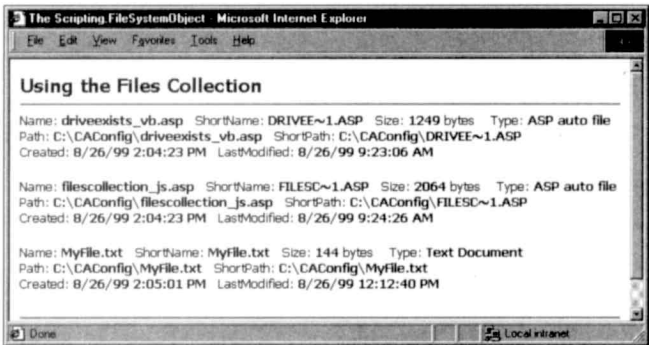 The Scripting.FileSystemObject - Microsoft Internet Explorer
File Edit View Favorites Tools Help
Using the Files Collection
Name: driveexists_vb.asp ShortName: DRIVEE~1.ASP Size: 1249 bytes Type: ASP auto file
Path: C:\CAConfig\driveexists_vb.asp ShortPath: C:\CAConfig\DRIVEE~1.ASP
Created: 8/26/99 2:04:23 PM LastModified: 8/26/99 9:23:06 AM
Name: filescollection_js.asp ShortName: FILESC~1.ASP Size: 2064 bytes Type: ASP auto file
Path: C:\CAConfig\filescollection_js.asp ShortPath: C:\CAConfig\FILESC~1.ASP
Created: 8/26/99 2:04:23 PM LastModified: 8/26/99 9:24:26 AM
Name: MyFile.txt ShortName: MyFile.txt Size: 144 bytes Type: Text Document
Path: C:\CAConfig\MyFile.txt ShortPath: C:\CAConfig\MyFile.txt
Created: 8/26/99 2:05:01 PM LastModified: 8/26/99 12:12:40 PM
Done Local intranet